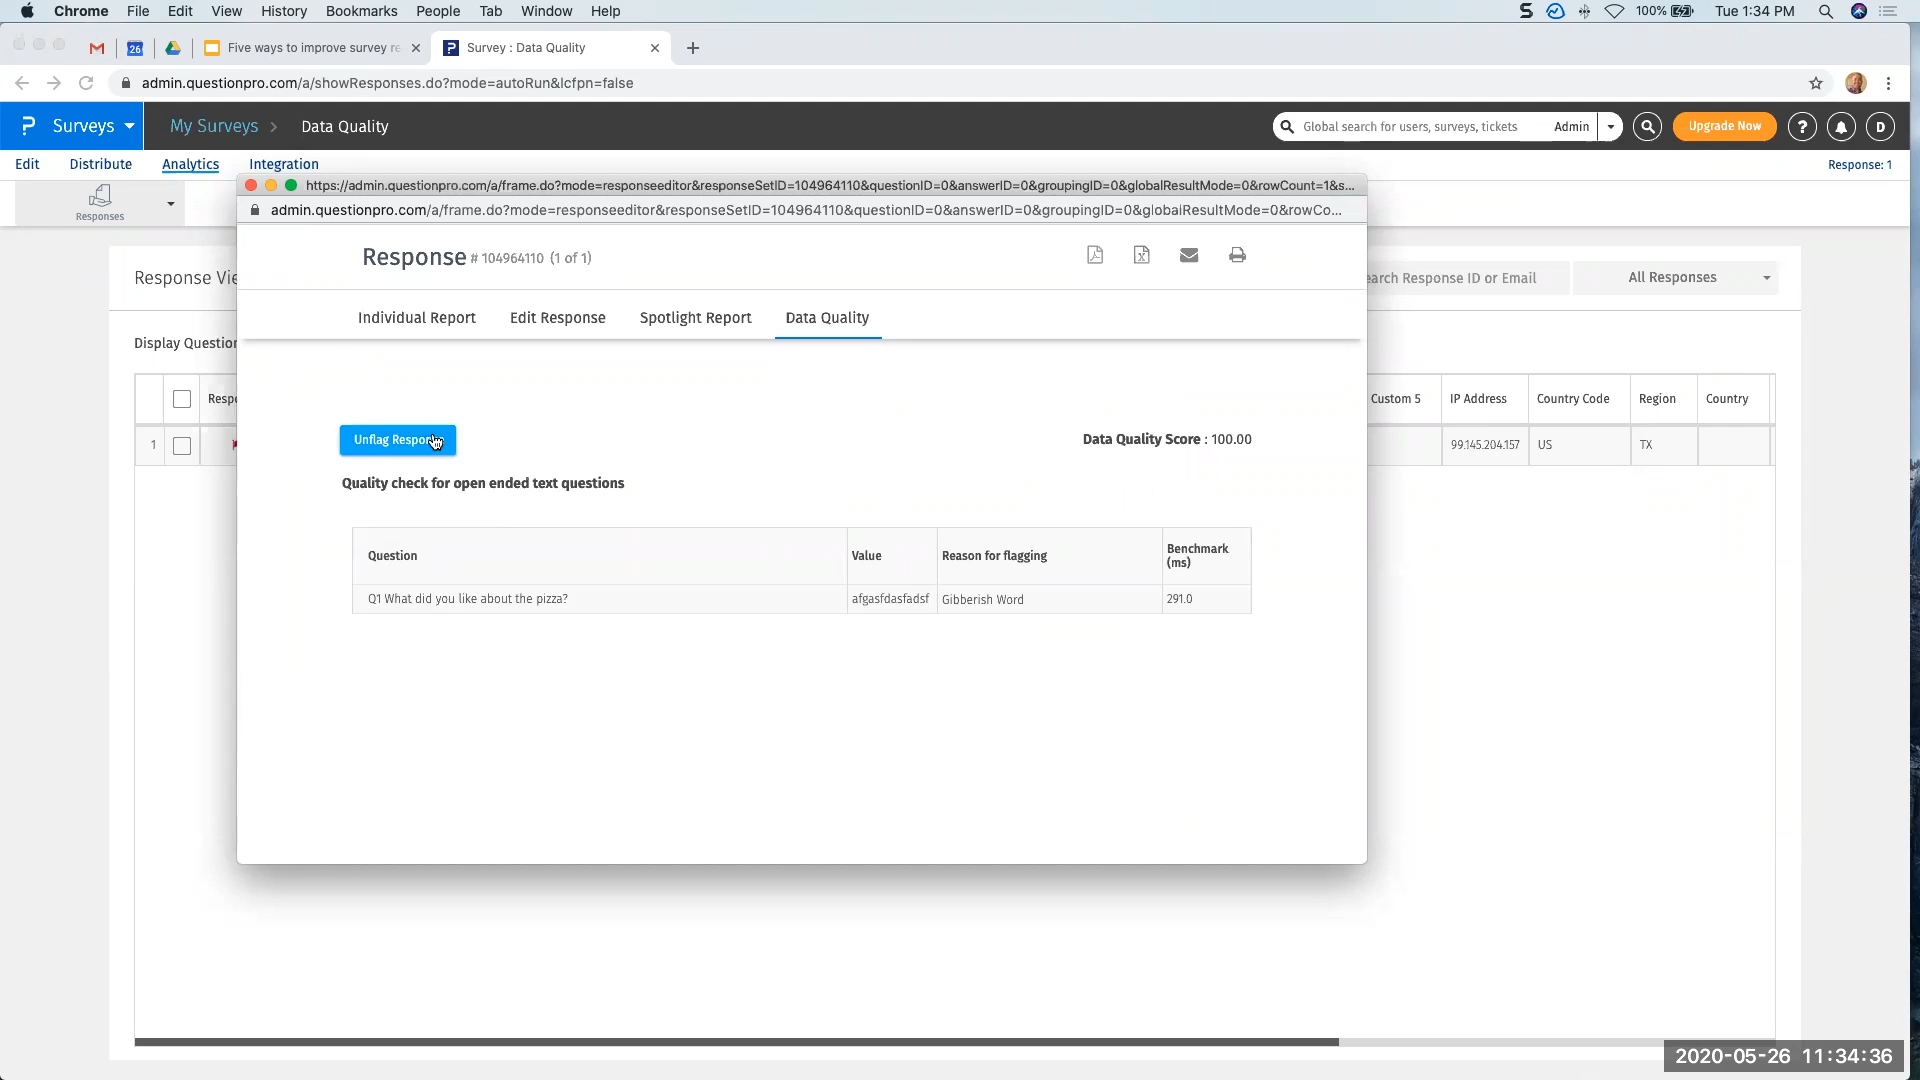 Chrome File Edit View History Bookmarks People Tab Window Help 100% Tue 1:34 PM
26 Five ways to improve survey re Survey : Data Quality
admin.questionpro.com/a/showResponses.do?mode=autoRun&lcfpn=false
P Surveys My Surveys > Data Quality Global search for users, surveys, tickets Admin Upgrade Now ? D
Edit Distribute Analytics Integration Response: 1
Responses
https://admin.questionpro.com/a/frame.do?mode=responseeditor&responseSetID=104964110&questionID=0&answerID=0&groupingID=0&globalResultMode=0&rowCount=1&s...
admin.questionpro.com/a/frame.do?mode=responseeditor&responseSetID=104964110&questionID=0&answerID=0&groupingID=0&globalResultMode=0&rowCo...
Response # 104964110 (1 of 1)
Response Vie
earch Response ID or Email All Responses
Individual Report Edit Response Spotlight Report Data Quality
Display Question
Respo Custom 5 IP Address Country Code Region Country
1 99.145.204.157 US TX
Unflag Respon Data Quality Score : 100.00
Quality check for open ended text questions
Question Value Reason for flagging Benchmark (ms)
Q1 What did you like about the pizza? afgasfdasfadsf Gibberish Word 291.0
2020-05-26 11:34:36